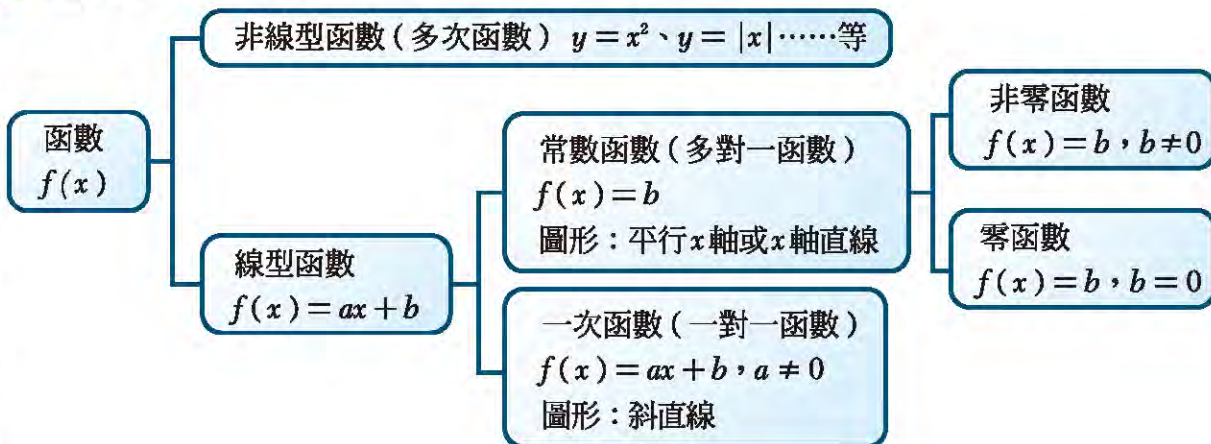 非線型函數(多次函數) y=x²、y=|x|⋯⋯等
函數
f(x)
線型函數
f(x)=ax+b
常數函數(多對一函數)
f(x)=b
圖形:平行x軸或x軸直線
一次函數(一對一函數)
f(x)=ax+b,a≠0
圖形:斜直線
非零函數
f(x)=b,b≠0
零函數
f(x)=b,b=0